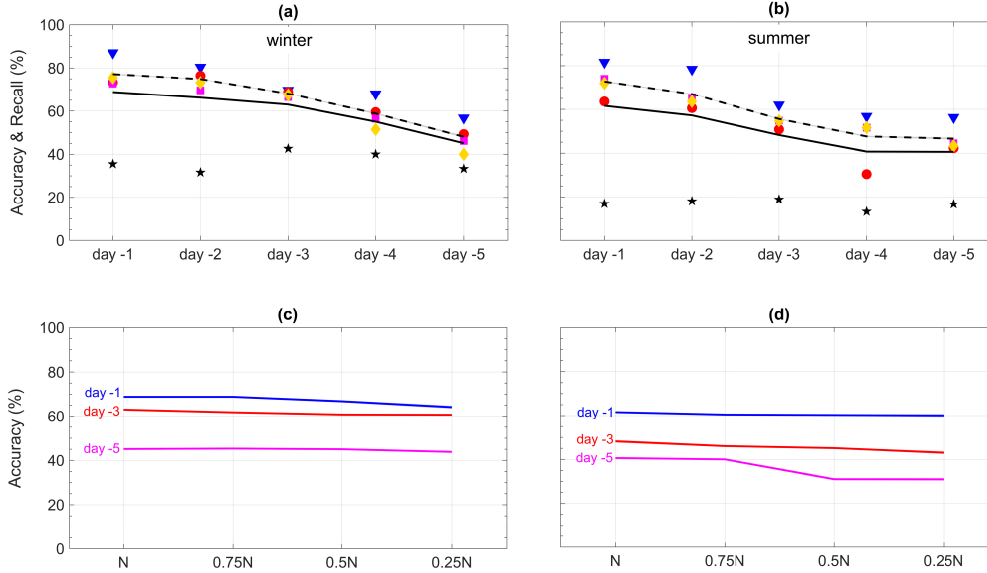 (a)
(b)
winter
summer
Accuracy & Recall (%)
100
80
60
40
20
0
day -1
day -2
day -3
day -4
day -5
day -1
day -2
day -3
day -4
day -5
(c)
(d)
Accuracy (%)
100
80
60
40
20
0
day -1
day -3
day -5
day -1
day -3
day -5
N
0.75N
0.5N
0.25N
N
0.75N
0.5N
0.25N